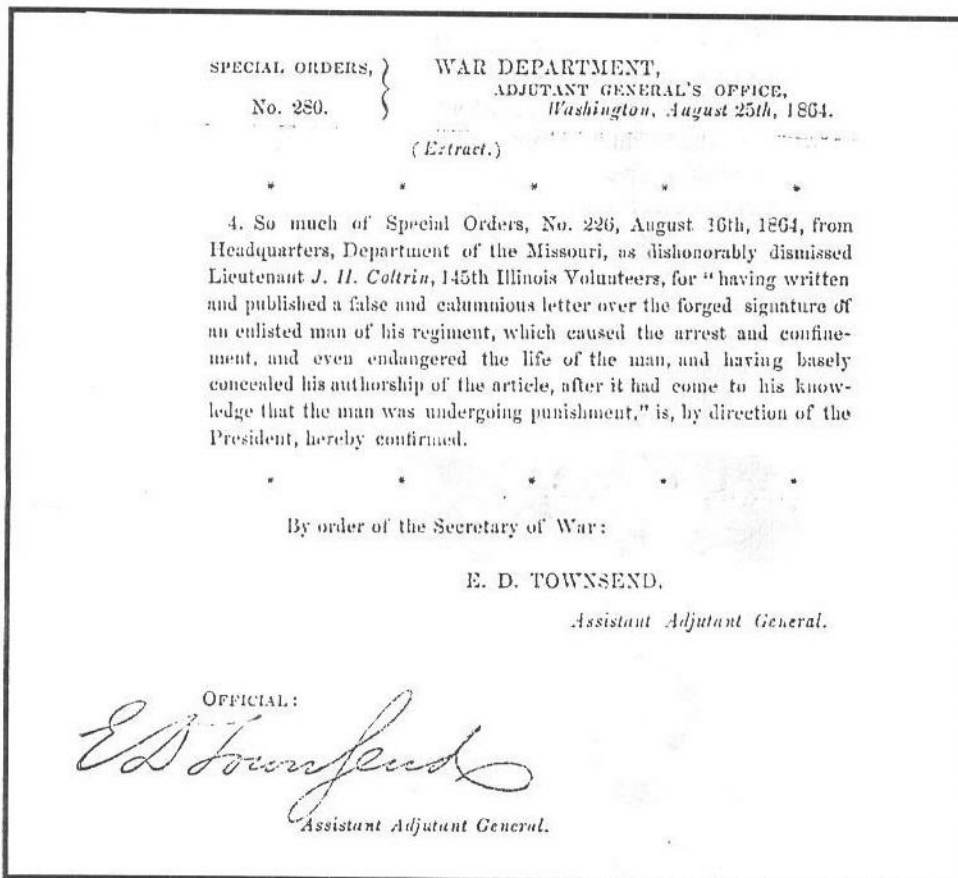 SPECIAL ORDERS, } WAR DEPARTMENT,
ADJUTANT GENERAL'S OFFICE,
No. 280. Washington, August 25th, 1864.
(Extract.)
* * * * *
4. So much of Special Orders, No. 226, August 16th, 1864, from
Headquarters, Department of the Missouri, as dishonorably dismissed
Lieutenant J. H. Coltrin, 145th Illinois Volunteers, for "having written
and published a false and calumnious letter over the forged signature of
an enlisted man of his regiment, which caused the arrest and confine-
ment, and even endangered the life of the man, and having basely
concealed his authorship of the article, after it had come to his know-
ledge that the man was undergoing punishment," is, by direction of the
President, hereby confirmed.
* * * * *
By order of the Secretary of War:
E. D. TOWNSEND,
Assistant Adjutant General.
OFFICIAL:
E D Townsend
Assistant Adjutant General.